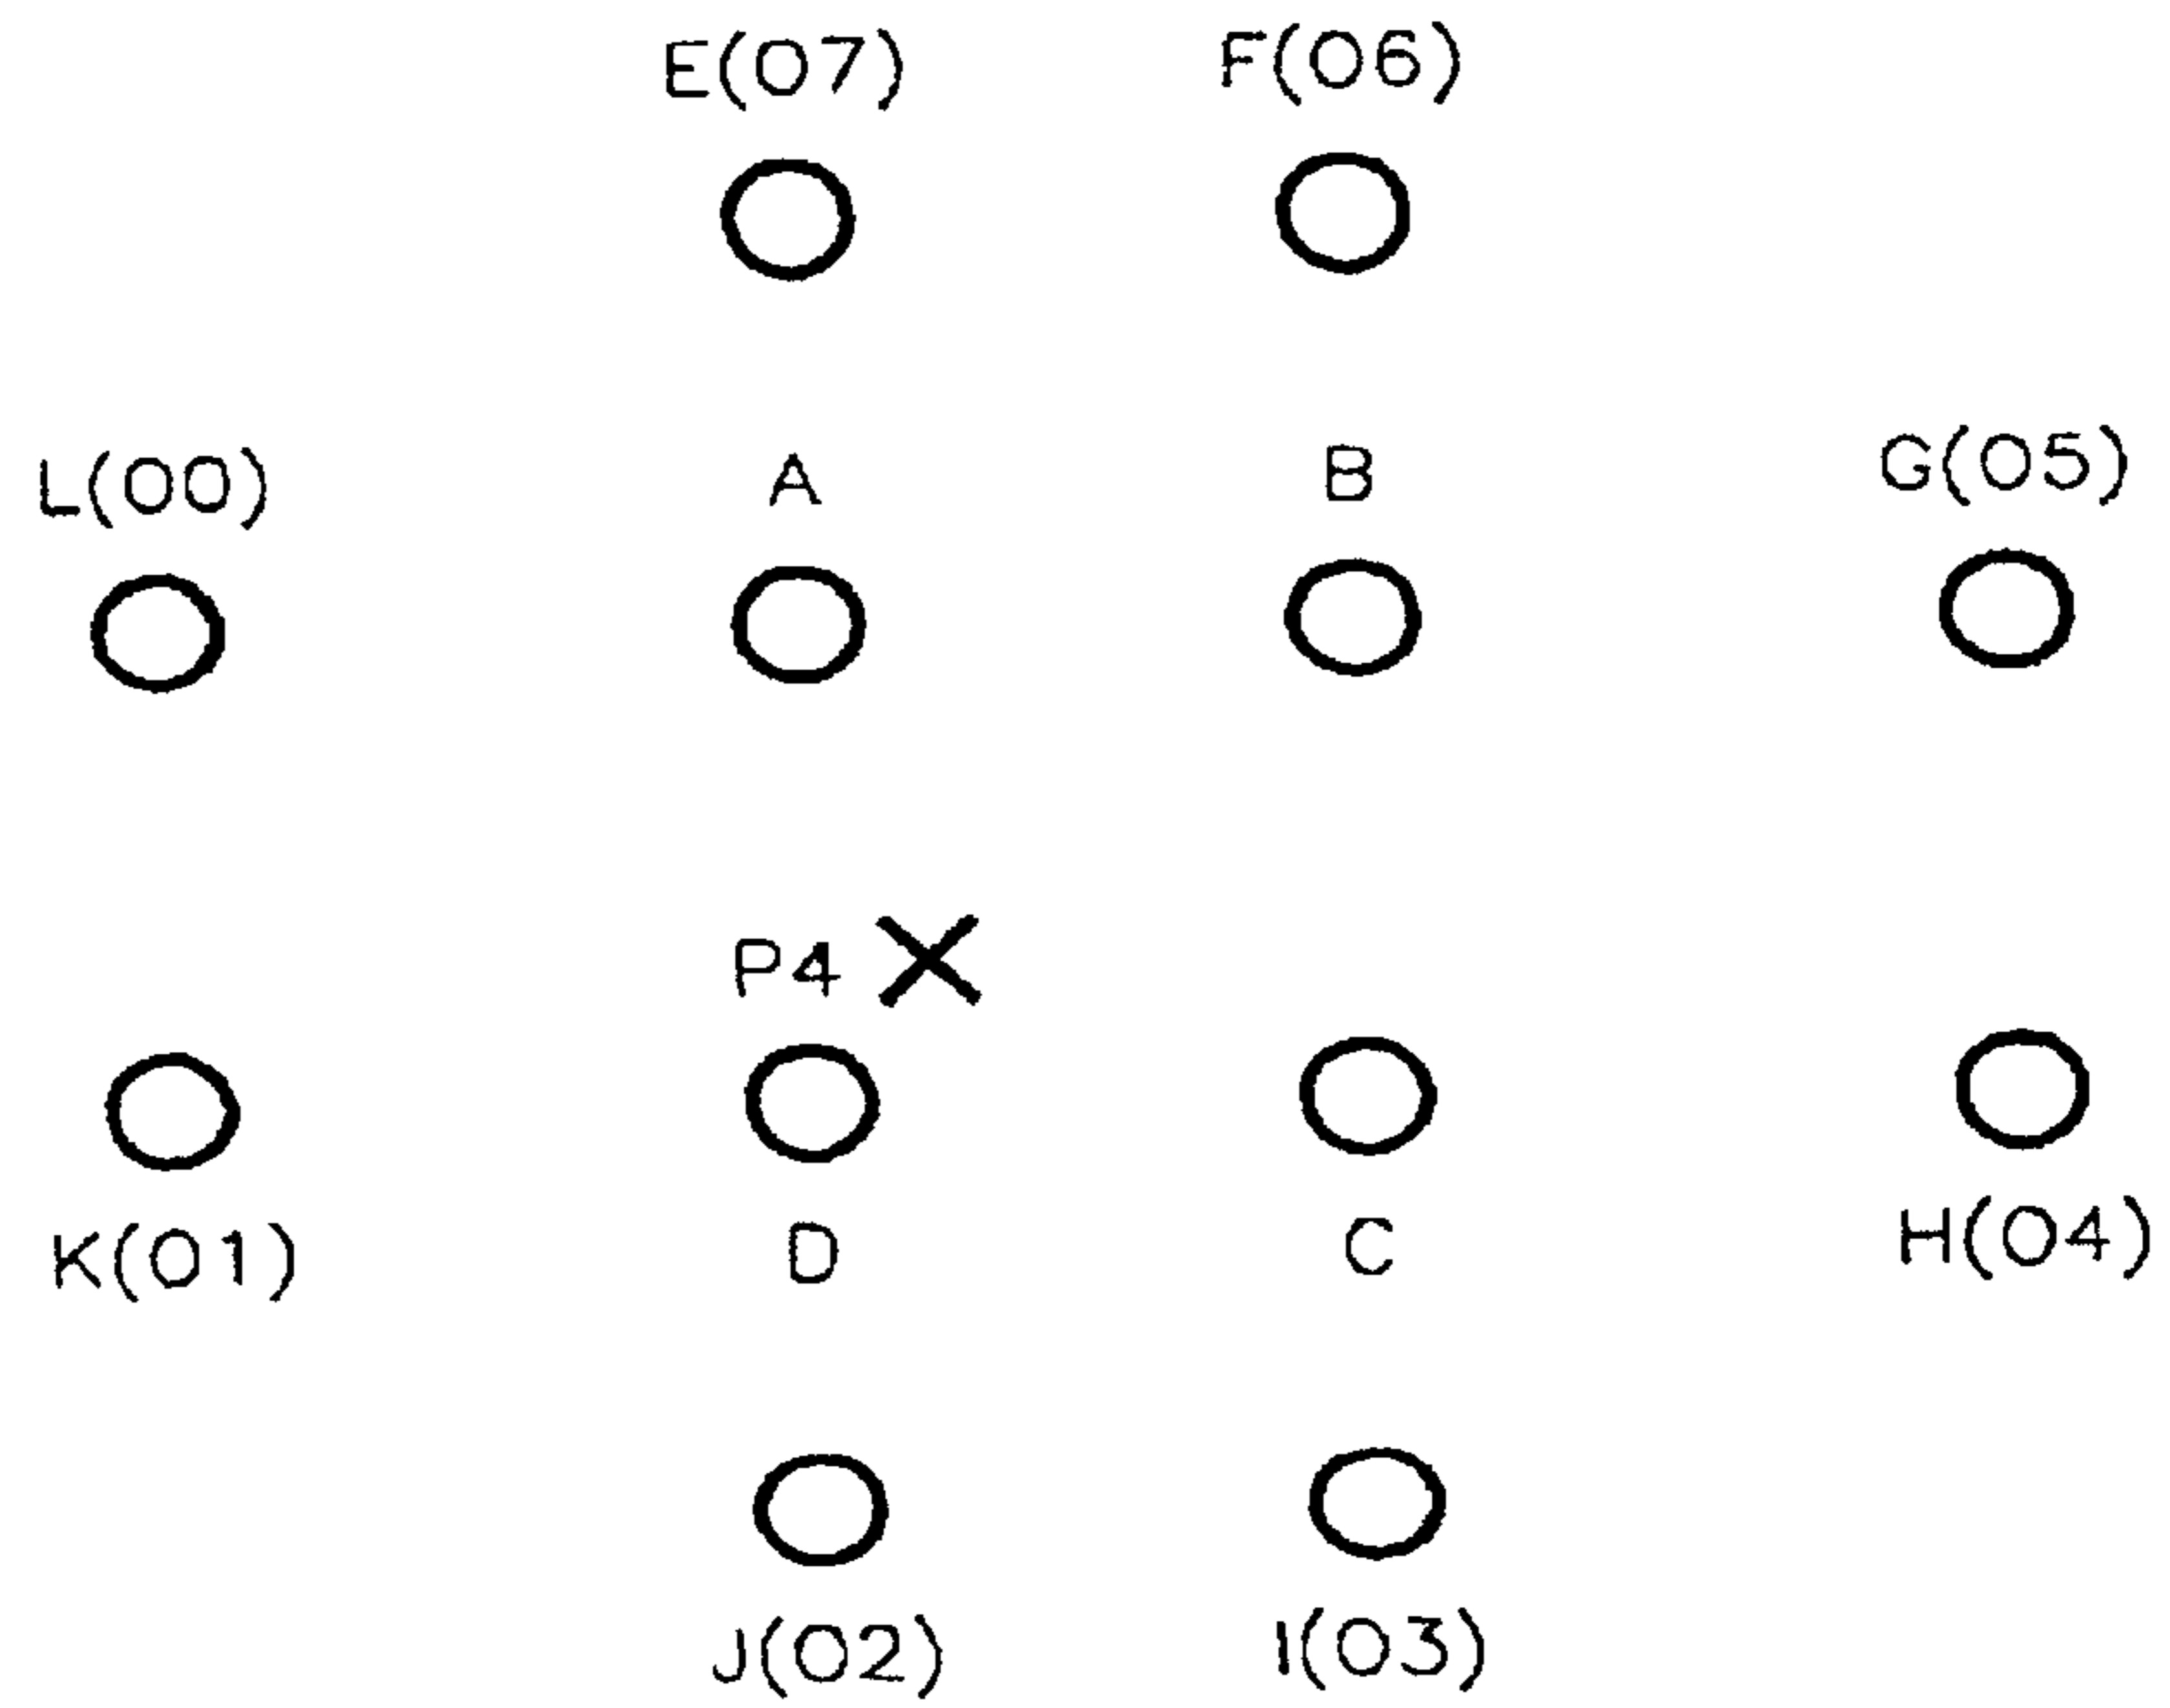 E(07) F(06)
L(00) A B G(05)
P4
K(01) D C H(04)
J(02) I(03)